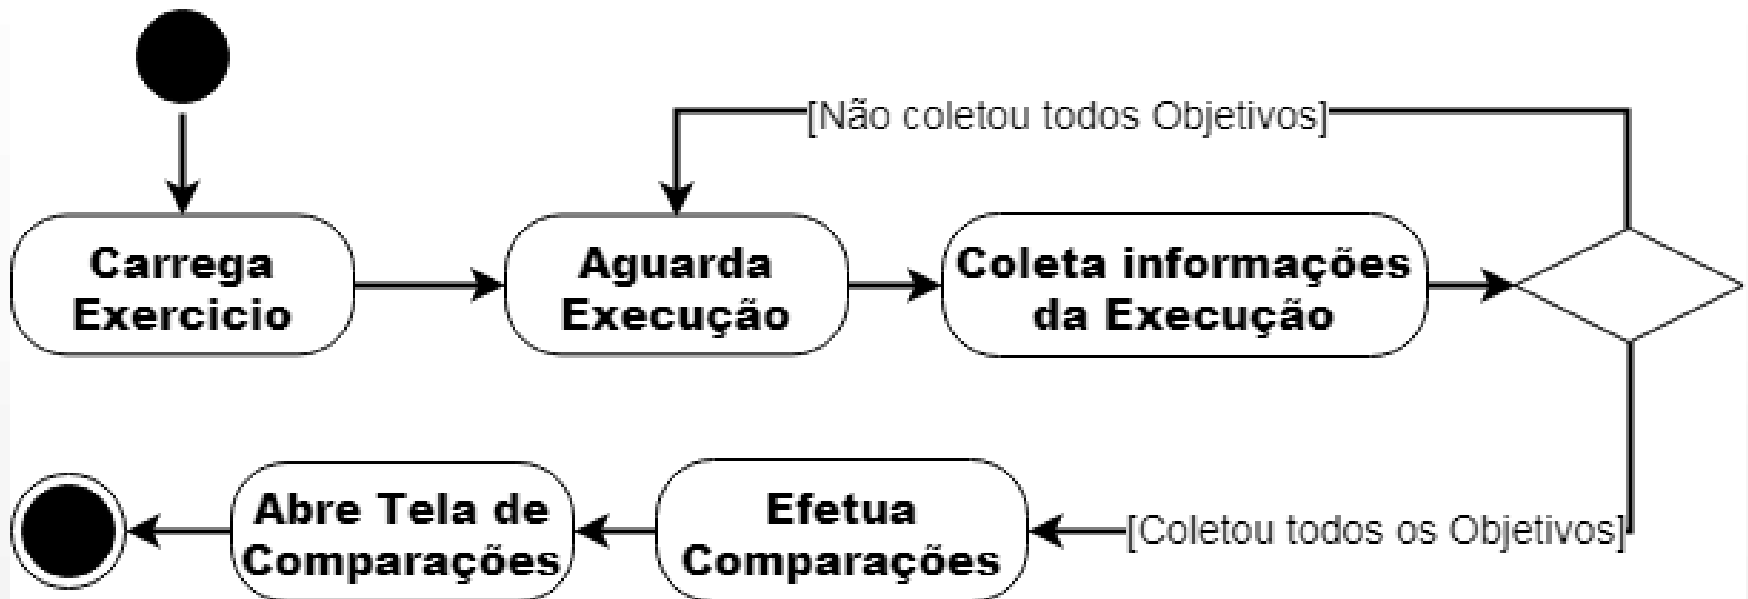 [Não coletou todos Objetivos]
Carrega
Exercicio
Aguarda
Execução
Coleta informações
da Execução
Abre Tela de
Comparações
Efetua
Comparações
[Coletou todos os Objetivos]